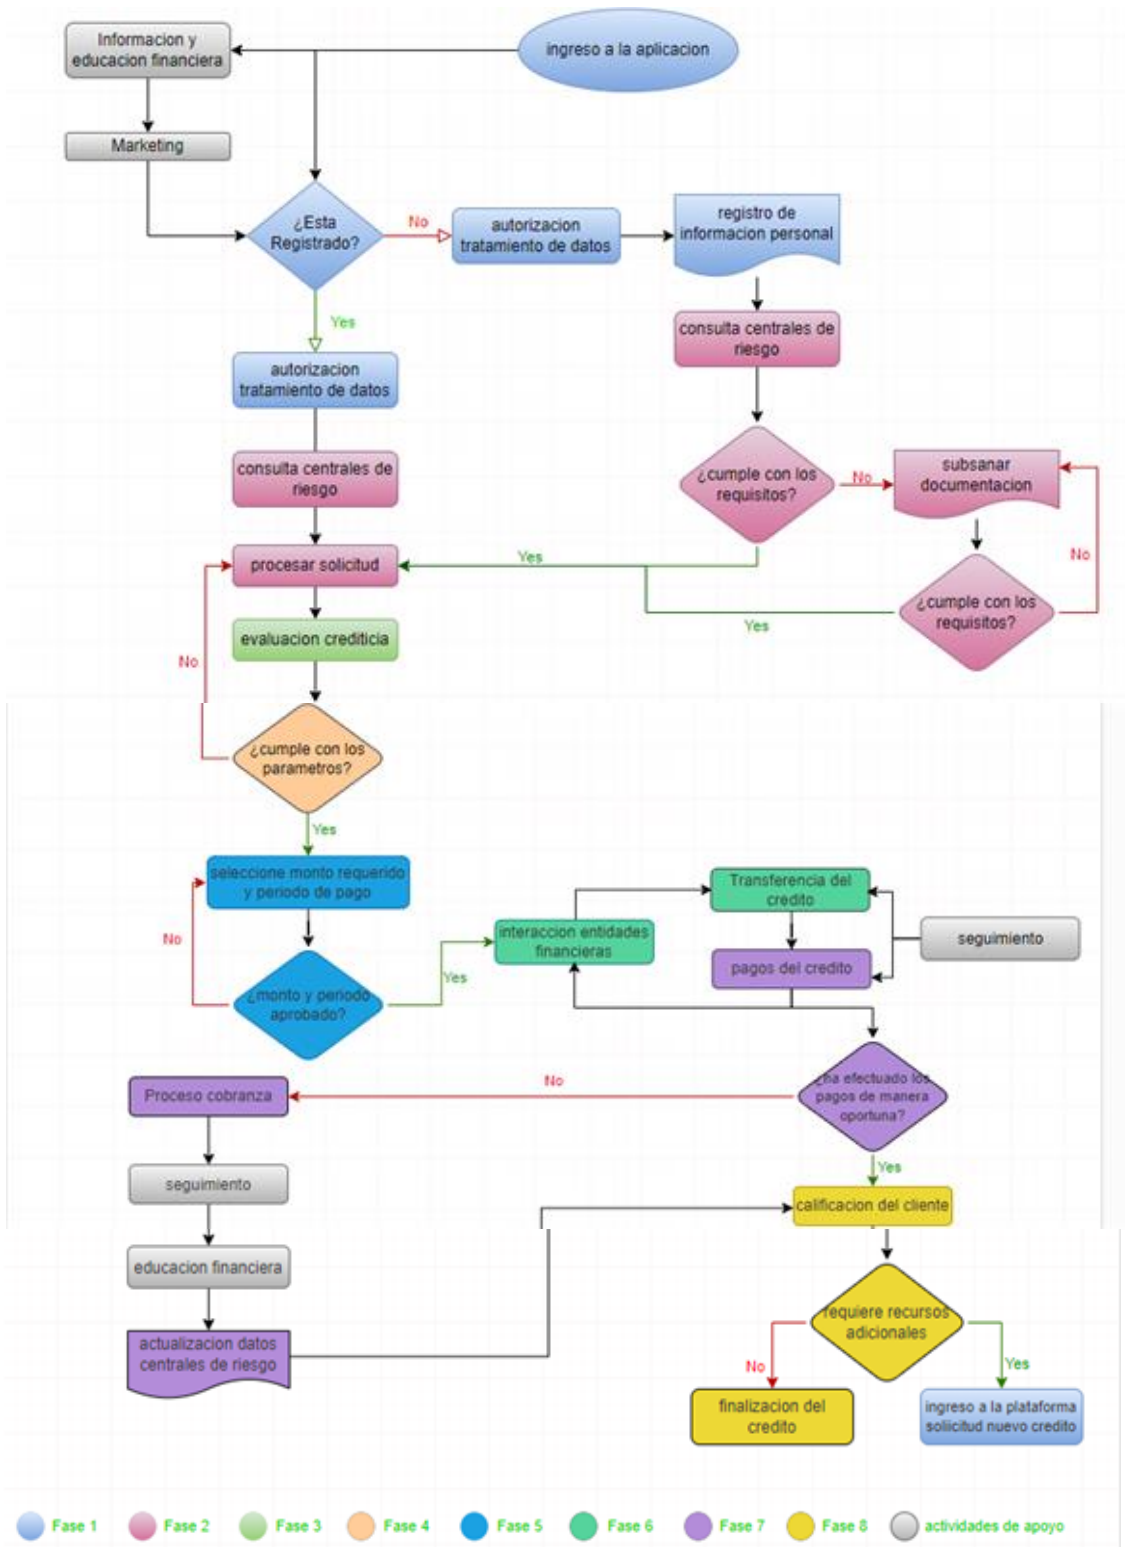 Informacion y
educacion financiera
ingreso a la aplicacion
Marketing
¿Esta
Registrado?
No
autorizacion
tratamiento de datos
registro de
informacion personal
Yes
consulta centrales de
riesgo
autorizacion
tratamiento de datos
consulta centrales de
riesgo
¿cumple con los
requisitos?
No
subsanar
documentacion
procesar solicitud
Yes
No
¿cumple con los
requisitos?
Yes
evaluacion crediticia
No
¿cumple con los
parametros?
Yes
seleccione monto requerido
y periodo de pago
Transferencia del
credito
No
interaccion entidades
financieras
seguimiento
pagos del credito
Yes
¿monto y periodo
aprobado?
No
¿ha efectuado los
pagos de manera
oportuna?
Proceso cobranza
Yes
seguimiento
calificacion del cliente
educacion financiera
requiere recursos
adicionales
actualizacion datos
centrales de riesgo
No
Yes
finalizacion del
credito
ingreso a la plataforma
soliicitud nuevo credito
Fase 1
Fase 2
Fase 3
Fase 4
Fase 5
Fase 6
Fase 7
Fase 8
actividades de apoyo